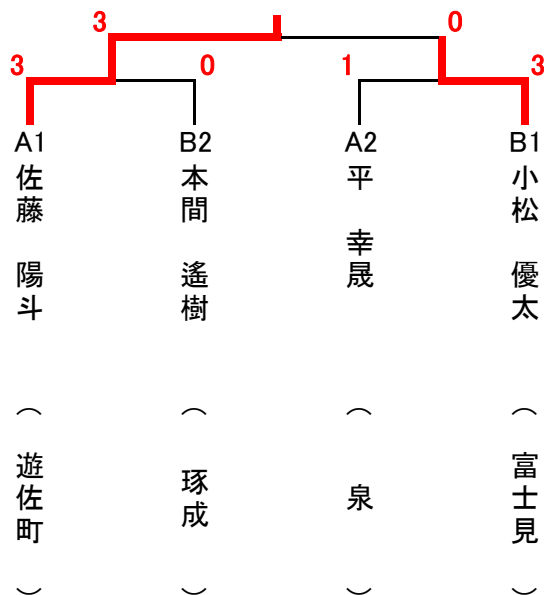 3 0
3 0 1 3
A1 B2 A2 B1
佐藤 陽斗 （遊佐町）
本間 遙樹 （琢成）
平 幸晟 （泉）
小松 優太 （富士見）